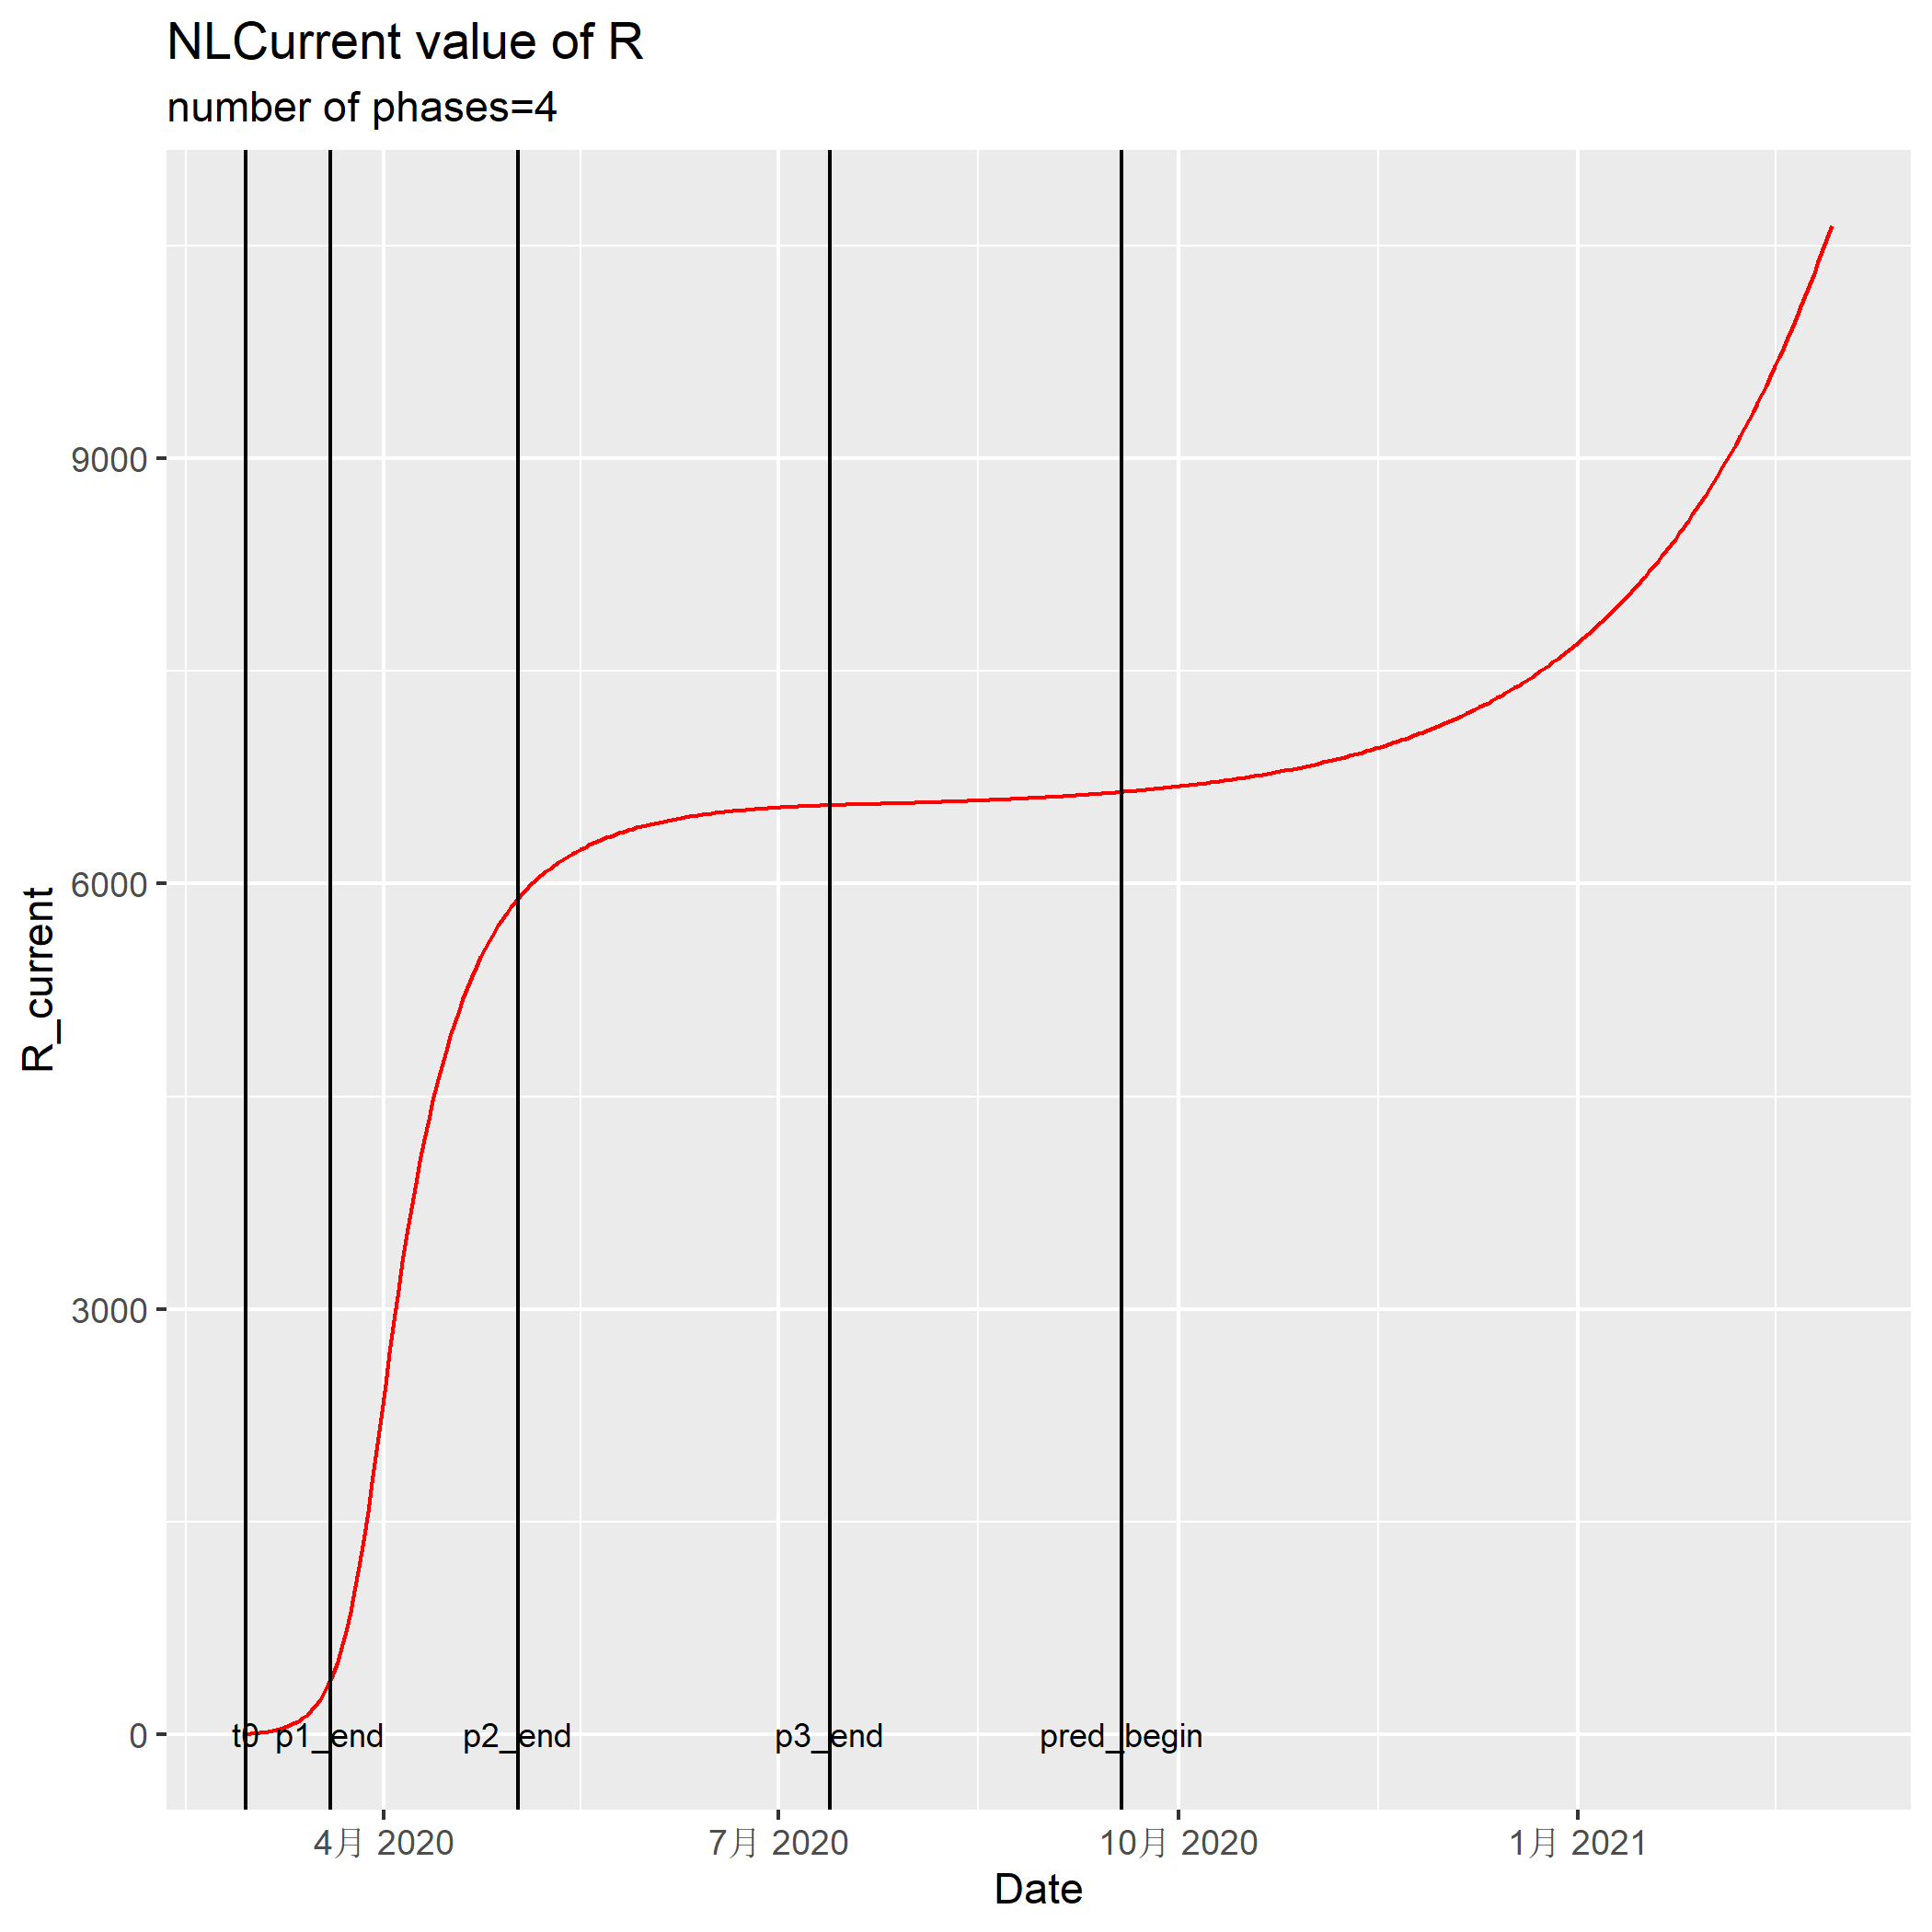 NLCurrent value of R
number of phases=4
R_current
9000
6000
3000
0
t0 p1_end p2_end p3_end pred_begin
4月 2020 7月 2020 10月 2020 1月 2021
Date